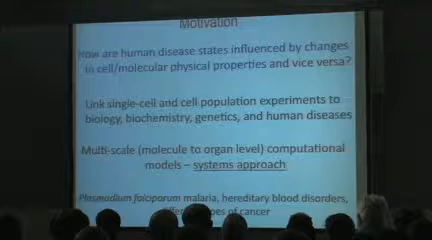 Motivation
How are human disease states influenced by changes
in cell/molecular physical properties and vice versa?
Link single-cell and cell population experiments to
biology, biochemistry, genetics, and human diseases
Multi-scale (molecule to organ level) computational
models – systems approach
Plasmodium falciparum malaria, hereditary blood disorders,
of cancer